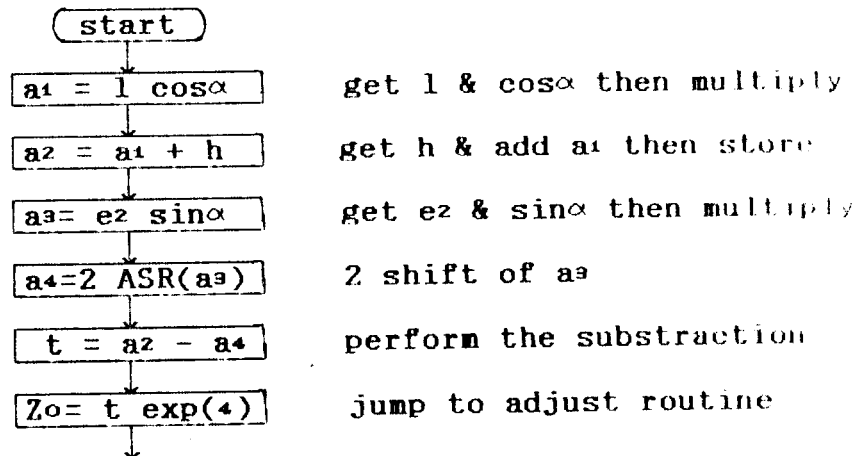 start
a1 = l cosα get l & cosα then multiply
a2 = a1 + h get h & add a1 then store
a3= e2 sinα get e2 & sinα then multiply
a4=2 ASR(a3) 2 shift of a3
t = a2 - a4 perform the substraction
Zo= t exp(4) jump to adjust routine